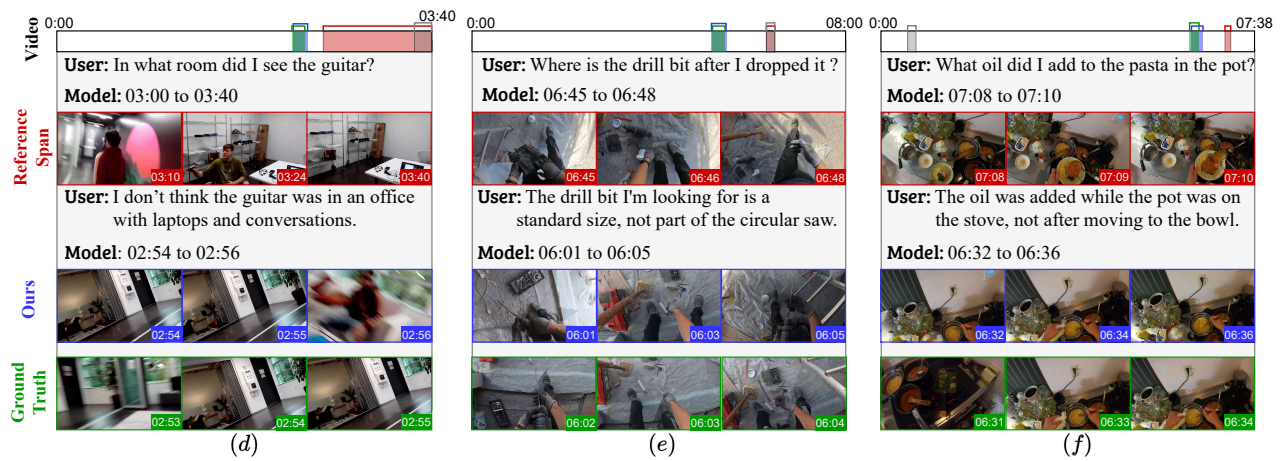 Video
0:00
03:40
User: In what room did I see the guitar?
Model: 03:00 to 03:40
Reference
Span
03:10
03:24
03:40
User: I don't think the guitar was in an office
with laptops and conversations.
Model: 02:54 to 02:56
Ours
02:54
02:55
02:56
Ground
Truth
02:53
02:54
02:55
(d)
0:00
08:00
User: Where is the drill bit after I dropped it ?
Model: 06:45 to 06:48
06:45
06:46
06:48
User: The drill bit I'm looking for is a
standard size, not part of the circular saw.
Model: 06:01 to 06:05
06:01
06:03
06:05
06:02
06:03
06:04
(e)
0:00
07:38
User: What oil did I add to the pasta in the pot?
Model: 07:08 to 07:10
07:08
07:09
07:10
User: The oil was added while the pot was on
the stove, not after moving to the bowl.
Model: 06:32 to 06:36
06:32
06:34
06:36
06:31
06:33
06:34
(f)